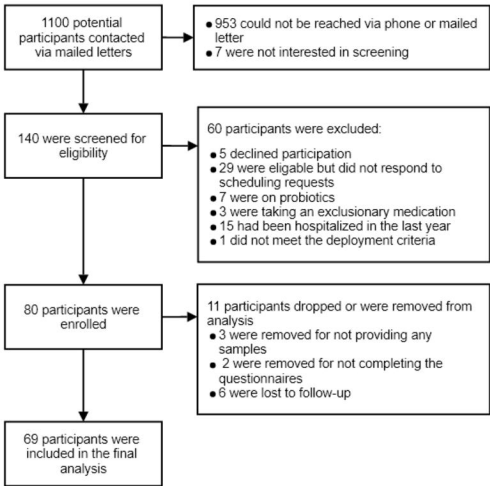 1100 potential
participants contacted
via mailed letters
● 953 could not be reached via phone or mailed
letter
● 7 were not interested in screening
140 were screened for
eligibility
60 participants were excluded:
● 5 declined participation
● 29 were eligable but did not respond to
scheduling requests
● 7 were on probiotics
● 3 were taking an exclusionary medication
● 15 had been hospitalized in the last year
● 1 did not meet the deployment criteria
80 participants were
enrolled
11 participants dropped or were removed from
analysis
● 3 were removed for not providing any
samples
● 2 were removed for not completing the
questionnaires
● 6 were lost to follow-up
69 participants were
included in the final
analysis